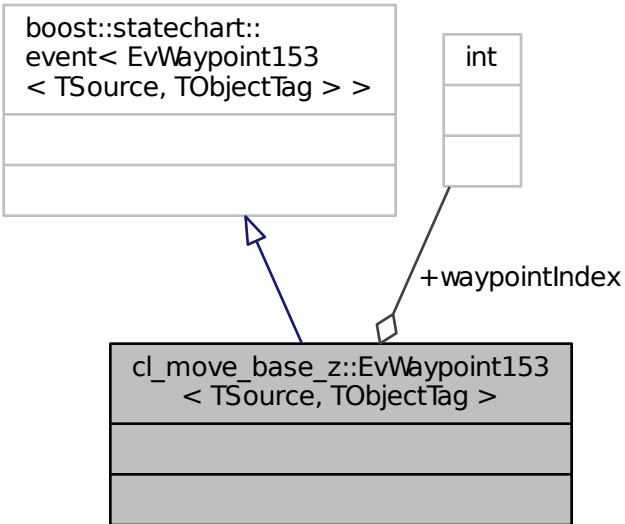 boost::statechart::
event< EvWaypoint153
< TSource, TObjectTag > >
int
+waypointIndex
cl_move_base_z::EvWaypoint153
< TSource, TObjectTag >